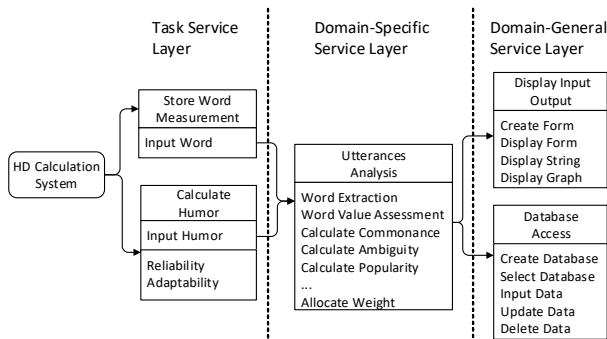 Task Service
Layer
Domain-Specific
Service Layer
Domain-General
Service Layer
HD Calculation
System
Store Word
Measurement
Input Word
Calculate
Humor
Input Humor
Reliability
Adaptability
Utterances
Analysis
Word Extraction
Word Value Assessment
Calculate Commonance
Calculate Ambiguity
Calculate Popularity
...
Allocate Weight
Display Input
Output
Create Form
Display Form
Display String
Display Graph
Database
Access
Create Database
Select Database
Input Data
Update Data
Delete Data